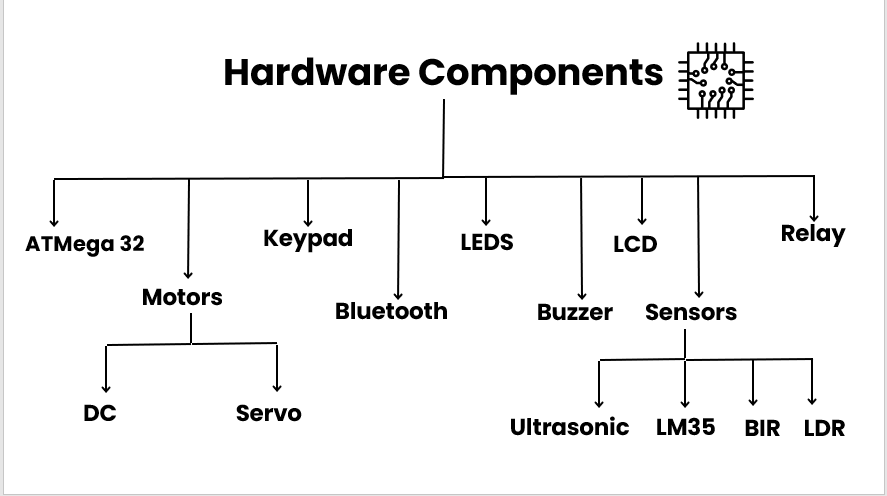 Hardware Components
ATMega 32
Keypad
LEDS
LCD
Relay
Motors
Bluetooth
Buzzer
Sensors
DC
Servo
Ultrasonic
LM35
BIR
LDR